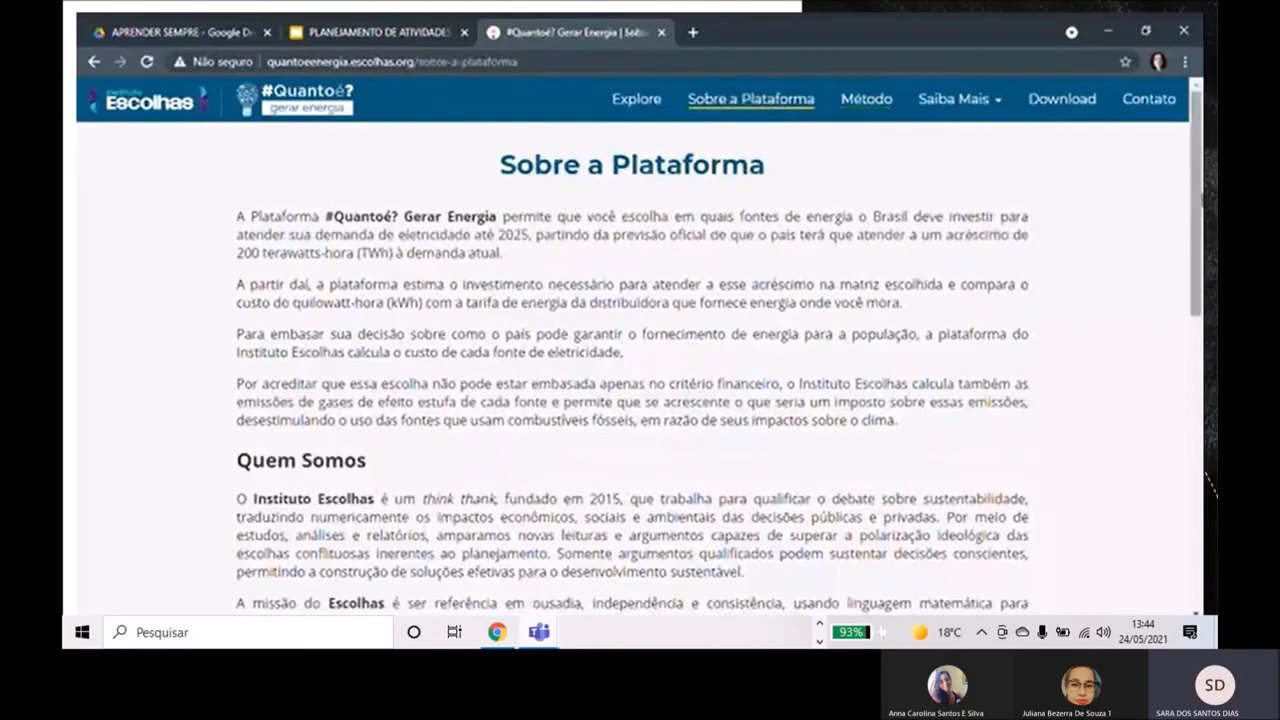 APRENDER SEMPRE - Google D
PLANEJAMENTO DE ATIVIDADES
#Quantoé? Gerar Energia | Sob
Não seguro
quantoeenergia.escolhas.org/sobre-a-plataforma
Instituto
Escolhas
#Quantoé?
gerar energia
Explore
Sobre a Plataforma
Método
Saiba Mais
Download
Contato
Sobre a Plataforma
A Plataforma #Quantoé? Gerar Energia permite que você escolha em quais fontes de energia o Brasil deve investir para
atender sua demanda de eletricidade até 2025, partindo da previsão oficial de que o país terá que atender a um acréscimo de
200 terawatts-hora (TWh) à demanda atual.
A partir daí, a plataforma estima o investimento necessário para atender a esse acréscimo na matriz escolhida e compara o
custo do quilowatt-hora (kWh) com a tarifa de energia da distribuidora que fornece energia onde você mora.
Para embasar sua decisão sobre como o país pode garantir o fornecimento de energia para a população, a plataforma do
Instituto Escolhas calcula o custo de cada fonte de eletricidade.
Por acreditar que essa escolha não pode estar embasada apenas no critério financeiro, o Instituto Escolhas calcula também as
emissões de gases de efeito estufa de cada fonte e permite que se acrescente o que seria um imposto sobre essas emissões,
desestimulando o uso das fontes que usam combustíveis fósseis, em razão de seus impactos sobre o clima.
Quem Somos
O Instituto Escolhas é um think thank, fundado em 2015, que trabalha para qualificar o debate sobre sustentabilidade,
traduzindo numericamente os impactos econômicos, sociais e ambientais das decisões públicas e privadas. Por meio de
estudos, análises e relatórios, amparamos novas leituras e argumentos capazes de superar a polarização ideológica das
escolhas conflituosas inerentes ao planejamento. Somente argumentos qualificados podem sustentar decisões conscientes,
permitindo a construção de soluções efetivas para o desenvolvimento sustentável.
A missão do Escolhas é ser referência em ousadia, independência e consistência, usando linguagem matemática para
Pesquisar
93%
18°C
13:44
24/05/2021
SD
Anna Carolina Santos E Silva
Juliana Bezerra De Souza 1
SARA DOS SANTOS DIAS